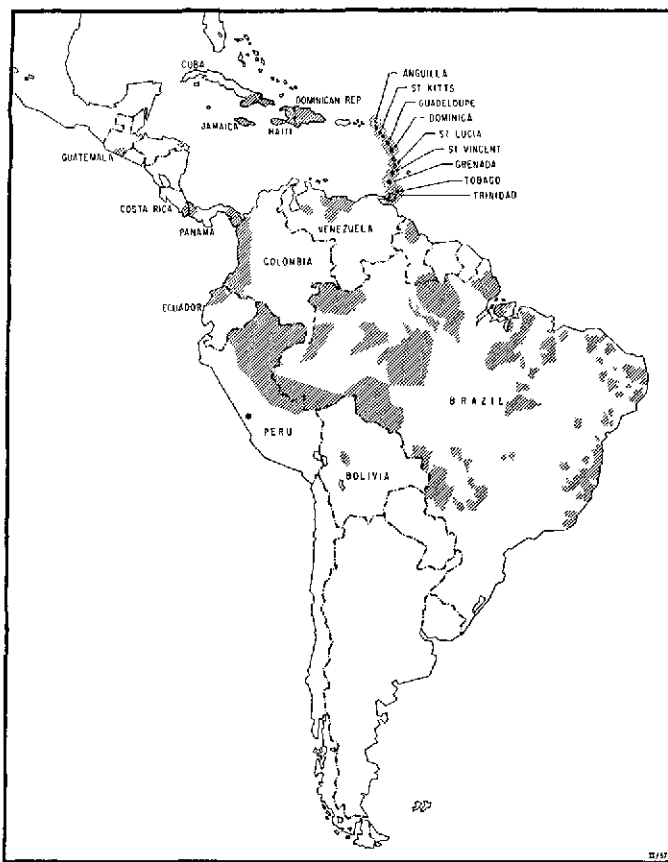 CUBA
DOMINICAN REP.
JAMAICA
HAITI
GUATEMALA
COSTA RICA
PANAMA
ANGUILLA
ST KITTS
GUADELOUPE
DOMINICA
ST LUCIA
ST VINCENT
GRENADA
TOBAGO
TRINIDAD
VENEZUELA
COLOMBIA
ECUADOR
BRAZIL
PERU
BOLIVIA